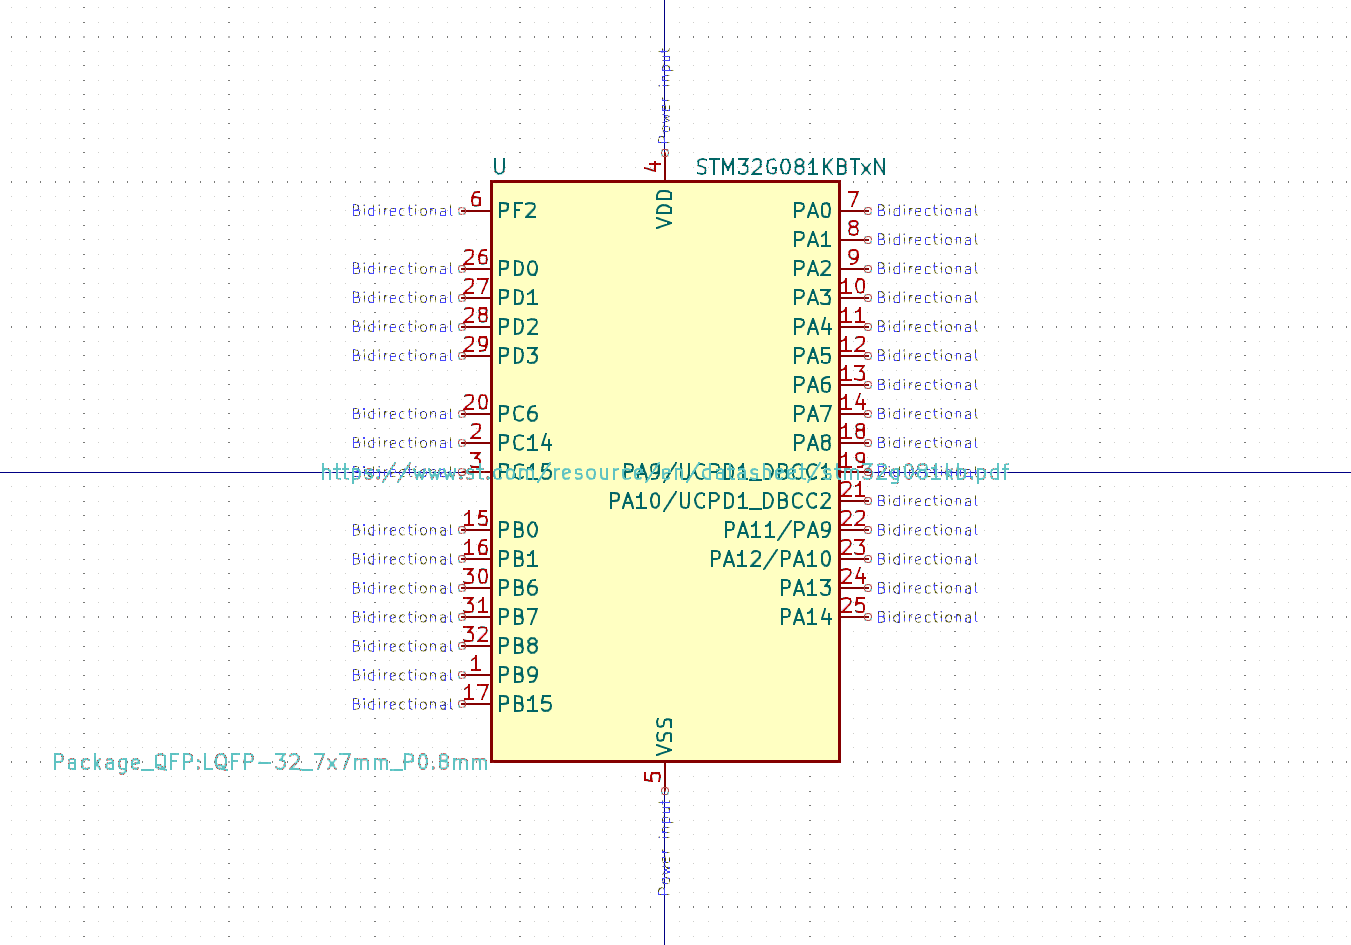 Power input
4
U
STM32G081KBTxN
VDD
Bidirectional 6 PF2
PA0 7 Bidirectional
PA1 8 Bidirectional
Bidirectional 26 PD0
PA2 9 Bidirectional
Bidirectional 27 PD1
PA3 10 Bidirectional
Bidirectional 28 PD2
PA4 11 Bidirectional
Bidirectional 29 PD3
PA5 12 Bidirectional
PA6 13 Bidirectional
Bidirectional 20 PC6
PA7 14 Bidirectional
Bidirectional 2 PC14
PA8 18 Bidirectional
Bidirectional 3 PC15
https://www.st.com/resource/en/datasheet/stm32g081kb.pdf
PA9/UCPD1_DBCC1 19 Bidirectional
PA10/UCPD1_DBCC2 21 Bidirectional
Bidirectional 15 PB0
PA11/PA9 22 Bidirectional
Bidirectional 16 PB1
PA12/PA10 23 Bidirectional
Bidirectional 30 PB6
PA13 24 Bidirectional
Bidirectional 31 PB7
PA14 25 Bidirectional
Bidirectional 32 PB8
Bidirectional 1 PB9
Bidirectional 17 PB15
VSS
Package_QFP:LQFP-32_7x7mm_P0.8mm
5
Power input